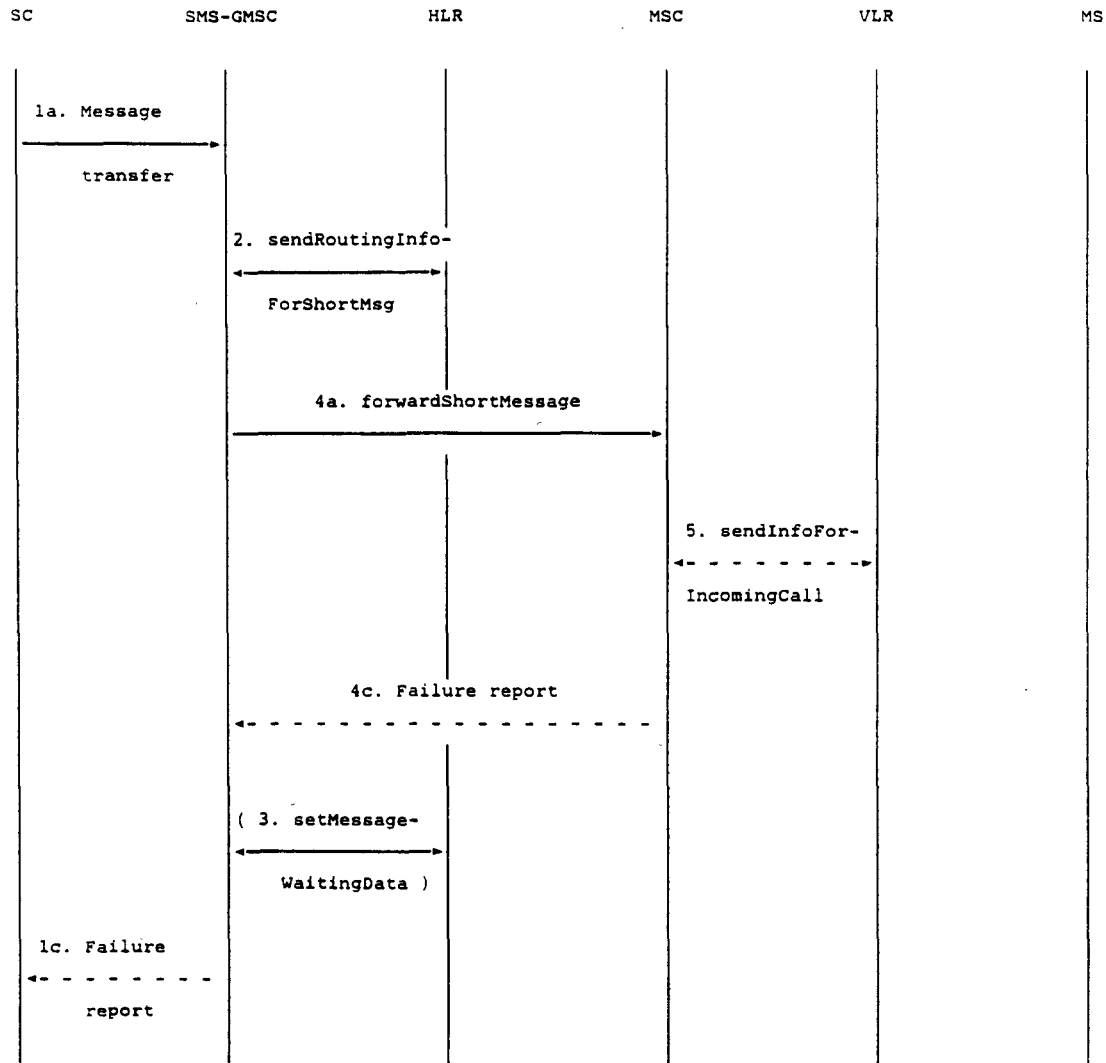 SC SMS-GMSC HLR MSC VLR MS
1a. Message
transfer
2. sendRoutingInfo-
ForShortMsg
4a. forwardShortMessage
5. sendInfoFor-
IncomingCall
4c. Failure report
( 3. setMessage-
WaitingData )
1c. Failure
report